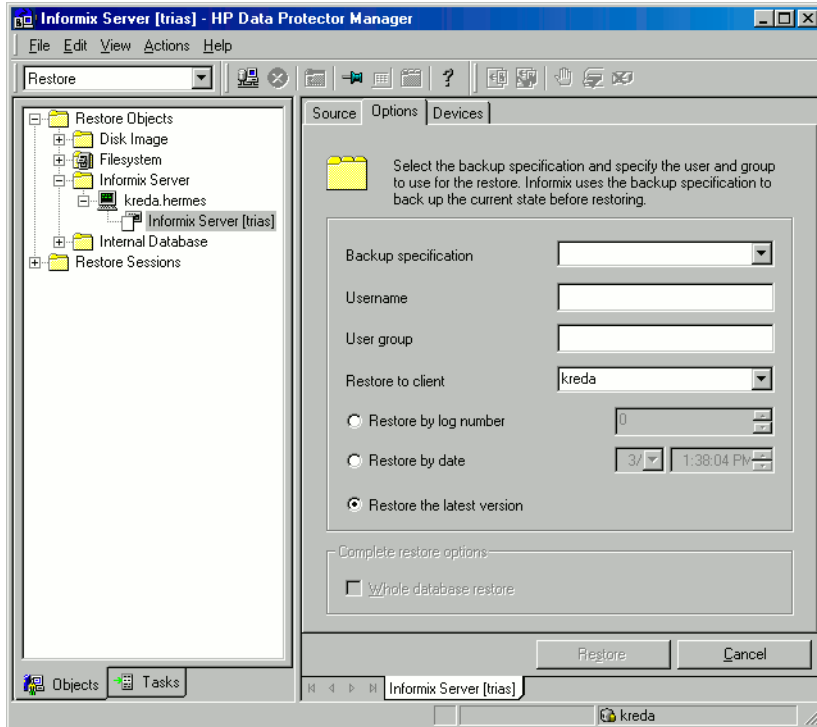 Informix Server [trias] - HP Data Protector Manager
File Edit View Actions Help
Restore
Restore Objects
Disk Image
Filesystem
Informix Server
kreda.hermes
Informix Server [trias]
Internal Database
Restore Sessions
Objects
Tasks
Source
Options
Devices
Select the backup specification and specify the user and group
to use for the restore. Informix uses the backup specification to
back up the current state before restoring.
Backup specification
Username
User group
Restore to client
kreda
Restore by log number
0
Restore by date
3/
1:38:04 PM
Restore the latest version
Complete restore options
Whole database restore
Restore
Cancel
Informix Server [trias]
kreda